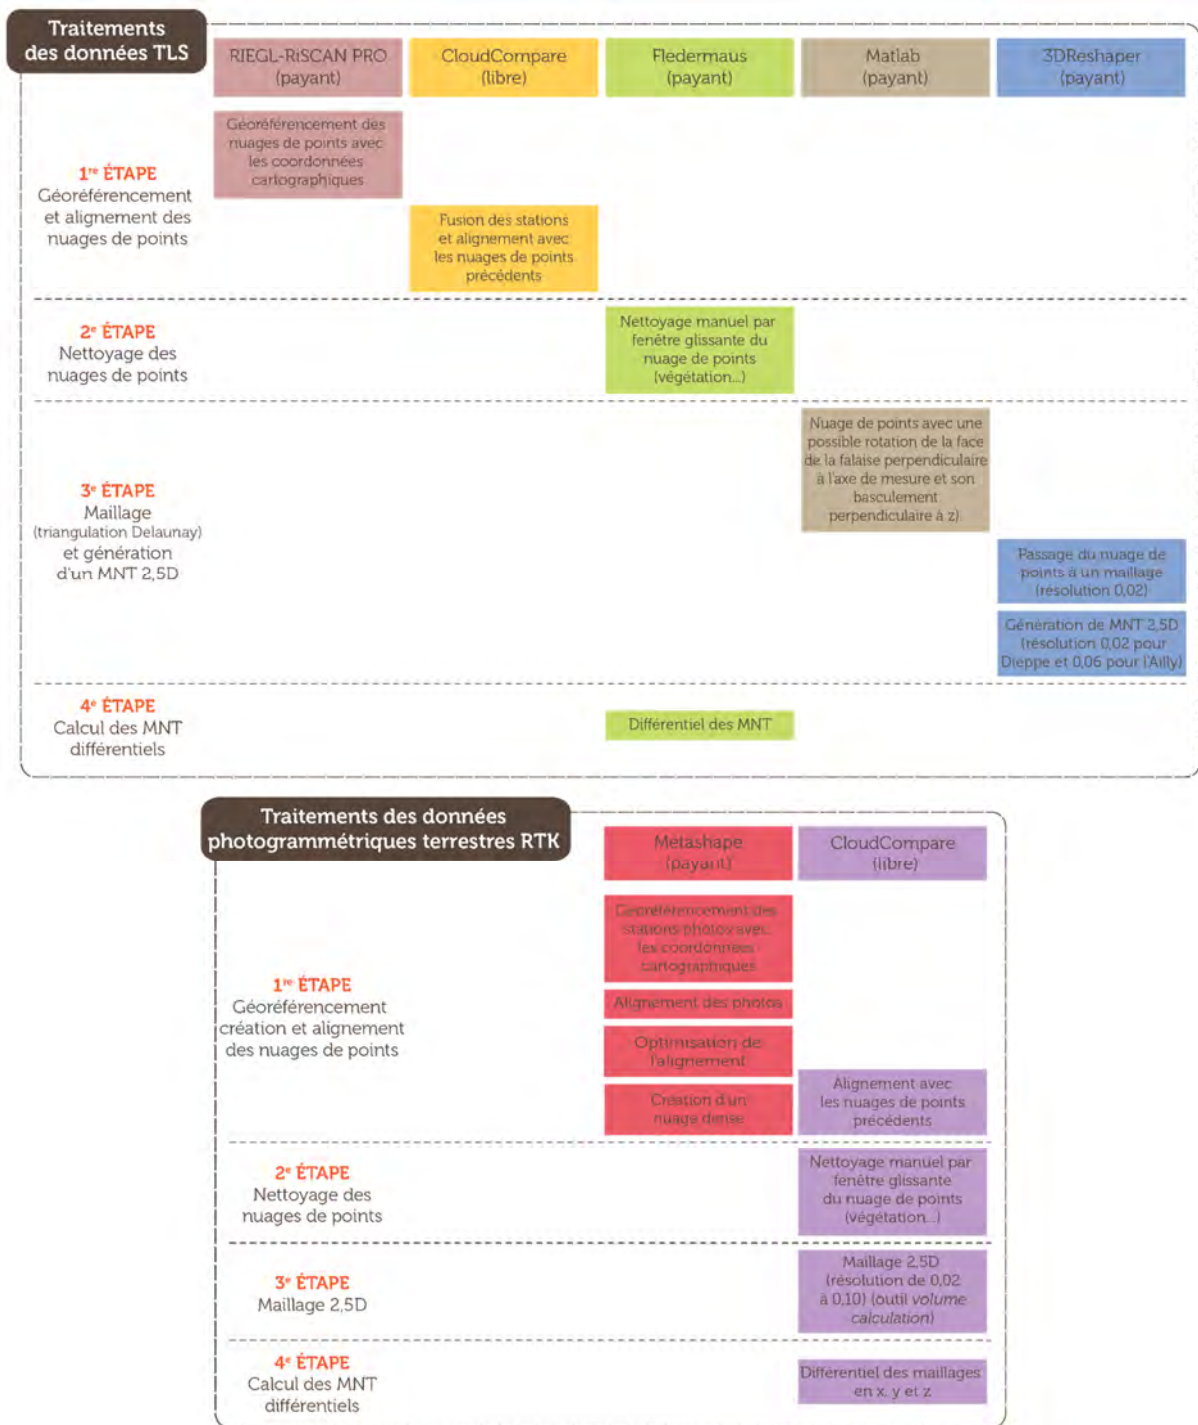 Traitements
des données TLS
RIEGL-RiSCAN PRO
(payant)
CloudCompare
(libre)
Fledermaus
(payant)
Matlab
(payant)
3DReshaper
(payant)
1re ÉTAPE
Géoréférencement
et alignement des
nuages de points
Géoréférencement des
nuages de points avec
les coordonnées
cartographiques
Fusion des stations
et alignement avec
les nuages de points
précédents
2e ÉTAPE
Nettoyage des
nuages de points
Nettoyage manuel par
fenêtre glissante du
nuage de points
(végétation...)
3e ÉTAPE
Maillage
(triangulation Delaunay)
et génération
d'un MNT 2,5D
Nuage de points avec une
possible rotation de la face
de la falaise perpendiculaire
à l'axe de mesure et son
basculement
perpendiculaire à z)
Passage du nuage de
points à un maillage
(résolution 0,02)
Génération de MNT 2,5D
(résolution 0,02 pour
Dieppe et 0,06 pour l'Ailly)
4e ÉTAPE
Calcul des MNT
différentiels
Différentiel des MNT
Traitements des données
photogrammétriques terrestres RTK
Metashape
(payant)
CloudCompare
(libre)
1re ÉTAPE
Géoréférencement
création et alignement
des nuages de points
Géoréférencement des
stations photos avec
les coordonnées
cartographiques
Alignement des photos
Optimisation de
l'alignement
Création d'un
nuage dense
Alignement avec
les nuages de points
précédents
2e ÉTAPE
Nettoyage des
nuages de points
Nettoyage manuel par
fenêtre glissante
du nuage de points
(végétation...)
3e ÉTAPE
Maillage 2,5D
Maillage 2,5D
(résolution de 0,02
à 0,10) (outil volume
calculation)
4e ÉTAPE
Calcul des MNT
différentiels
Différentiel des maillages
en x, y et z